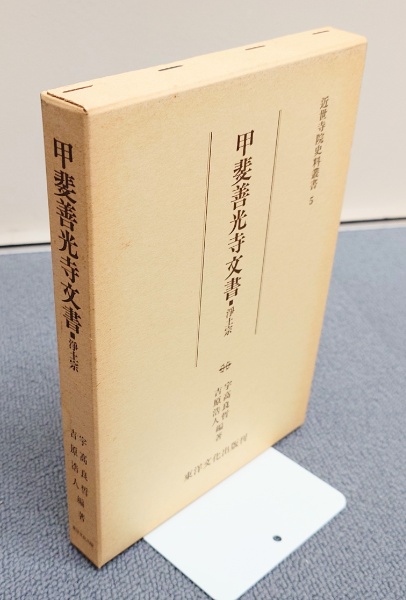 近世寺院史料叢書 5
甲斐善光寺文書■浄土宗
宇高良哲
吉原浩人 編著
東洋文化出版刊
甲斐善光寺文書■浄土宗
宇高良哲
吉原浩人 編著